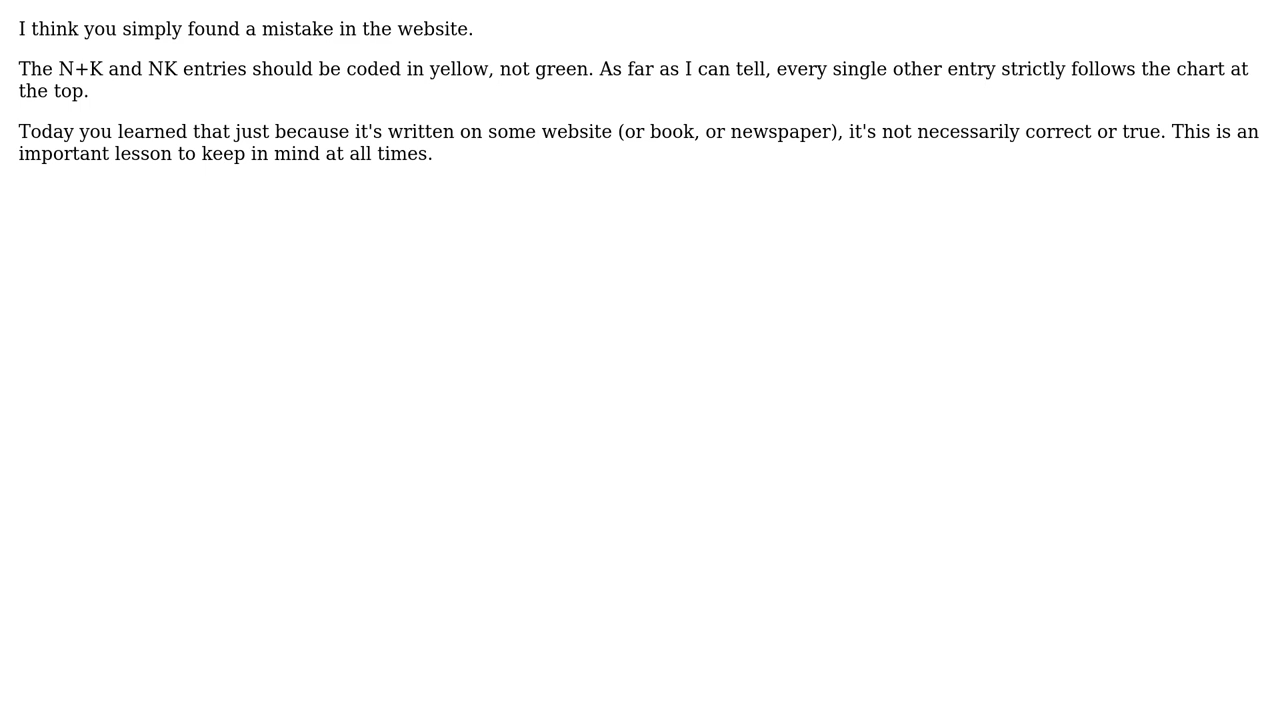 I think you simply found a mistake in the website.
The N+K and NK entries should be coded in yellow, not green. As far as I can tell, every single other entry strictly follows the chart at
the top.
Today you learned that just because it's written on some website (or book, or newspaper), it's not necessarily correct or true. This is an
important lesson to keep in mind at all times.